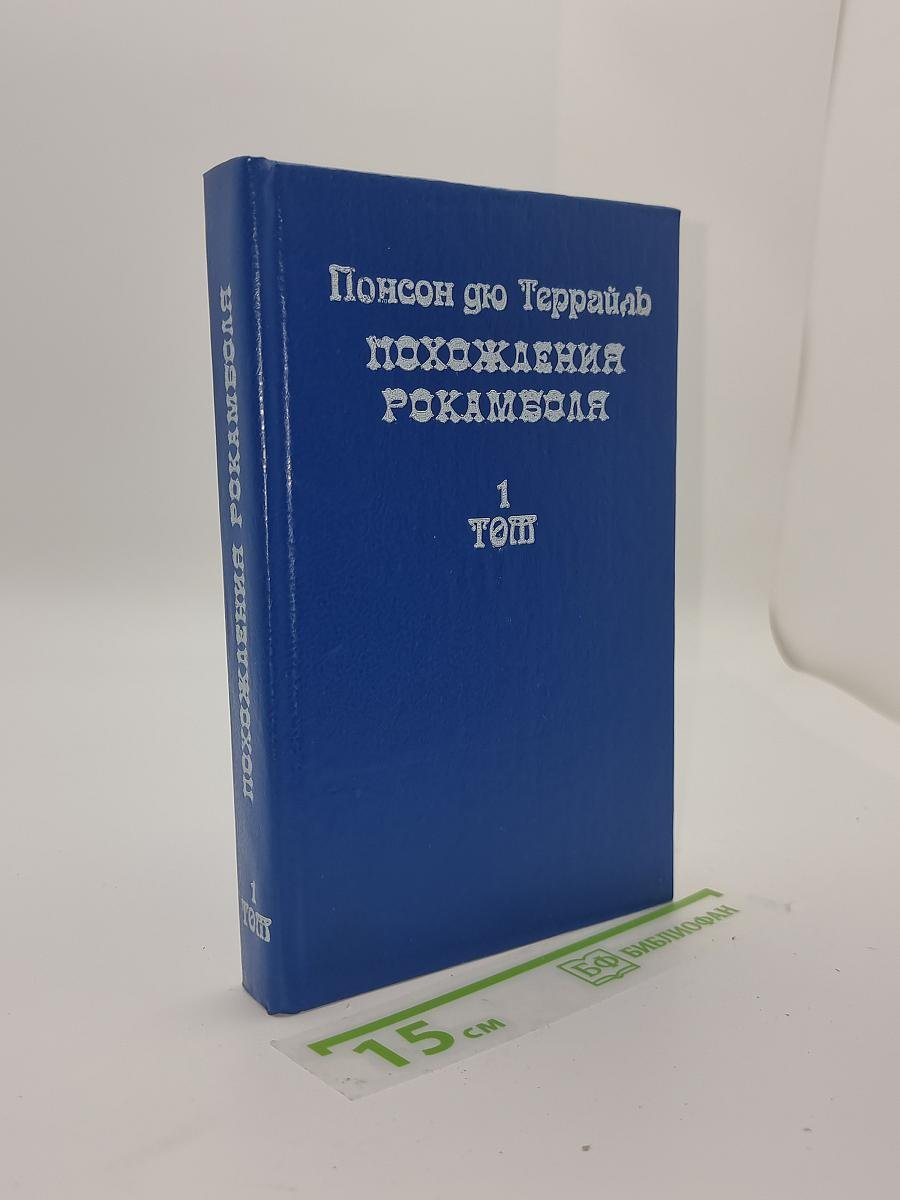 Понсон дю Террайль
ПОХОЖДЕНИЯ
РОКАМБОЛЯ
1
ТОМ
ПОХОЖДЕНИЯ РОКАМБОЛЯ
1
ТОМ
15 см
БФ БИБЛИОФАН